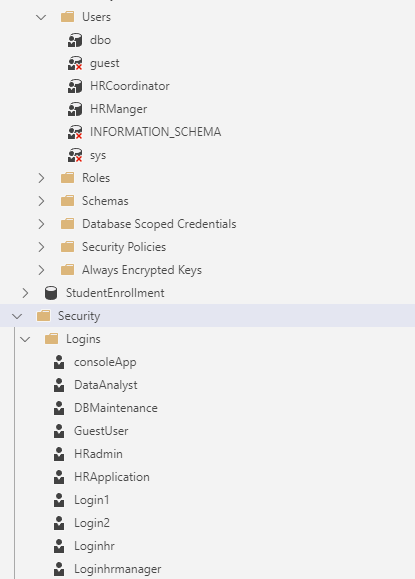 Users
dbo
guest
HRCoordinator
HRManger
INFORMATION_SCHEMA
sys
Roles
Schemas
Database Scoped Credentials
Security Policies
Always Encrypted Keys
StudentEnrollment
Security
Logins
consoleApp
DataAnalyst
DBMaintenance
GuestUser
HRadmin
HRApplication
Login1
Login2
Loginhr
Loginhrmanager